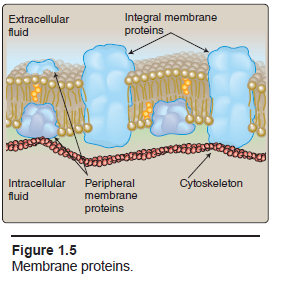 Extracellular
fluid
Integral membrane
proteins
Intracellular
fluid
Peripheral
membrane
proteins
Cytoskeleton
Figure 1.5
Membrane proteins.